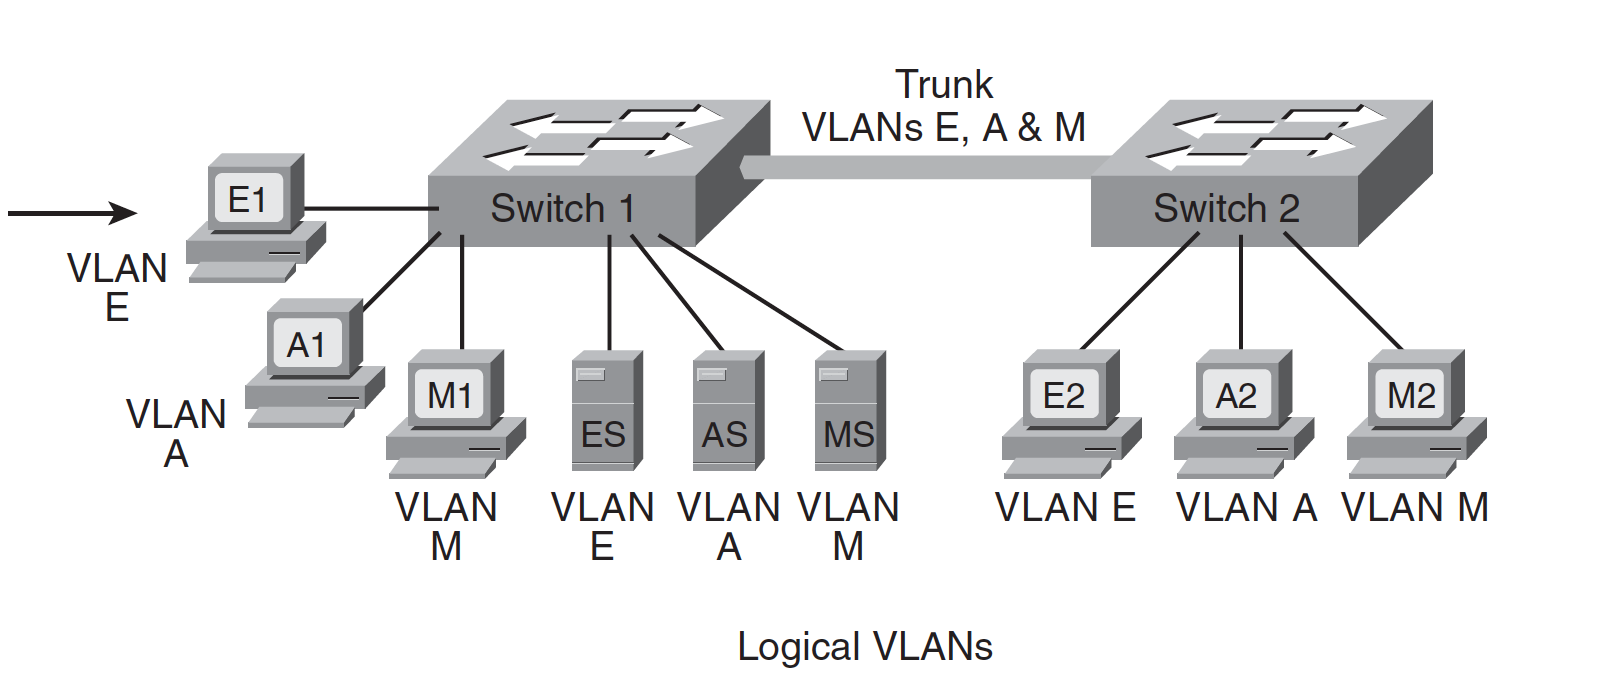 Trunk
VLANs E, A & M
E1
Switch 1
Switch 2
VLAN
E
A1
VLAN
A
M1
ES
AS
MS
E2
A2
M2
VLAN
M
VLAN
E
VLAN
A
VLAN
M
VLAN E
VLAN A
VLAN M
Logical VLANs